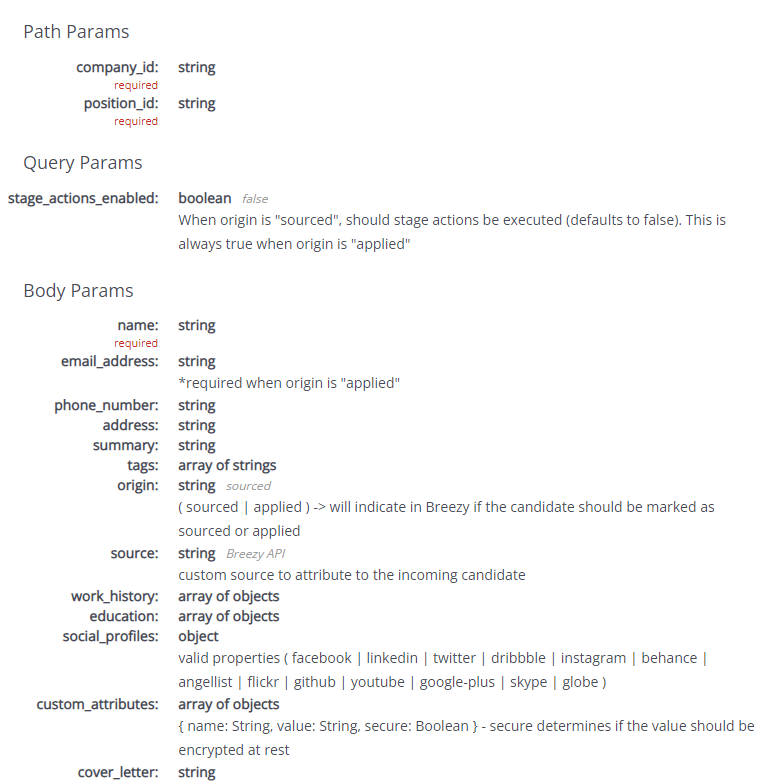 Path Params
company_id: string
required
position_id: string
required
Query Params
stage_actions_enabled: boolean false
When origin is "sourced", should stage actions be executed (defaults to false). This is
always true when origin is "applied"
Body Params
name: string
required
email_address: string
*required when origin is "applied"
phone_number: string
address: string
summary: string
tags: array of strings
origin: string sourced
( sourced | applied ) -> will indicate in Breezy if the candidate should be marked as
sourced or applied
source: string Breezy API
custom source to attribute to the incoming candidate
work_history: array of objects
education: array of objects
social_profiles: object
valid properties ( facebook | linkedin | twitter | dribbble | instagram | behance |
angellist | flickr | github | youtube | google-plus | skype | globe )
custom_attributes: array of objects
{ name: String, value: String, secure: Boolean } - secure determines if the value should be
encrypted at rest
cover_letter: string